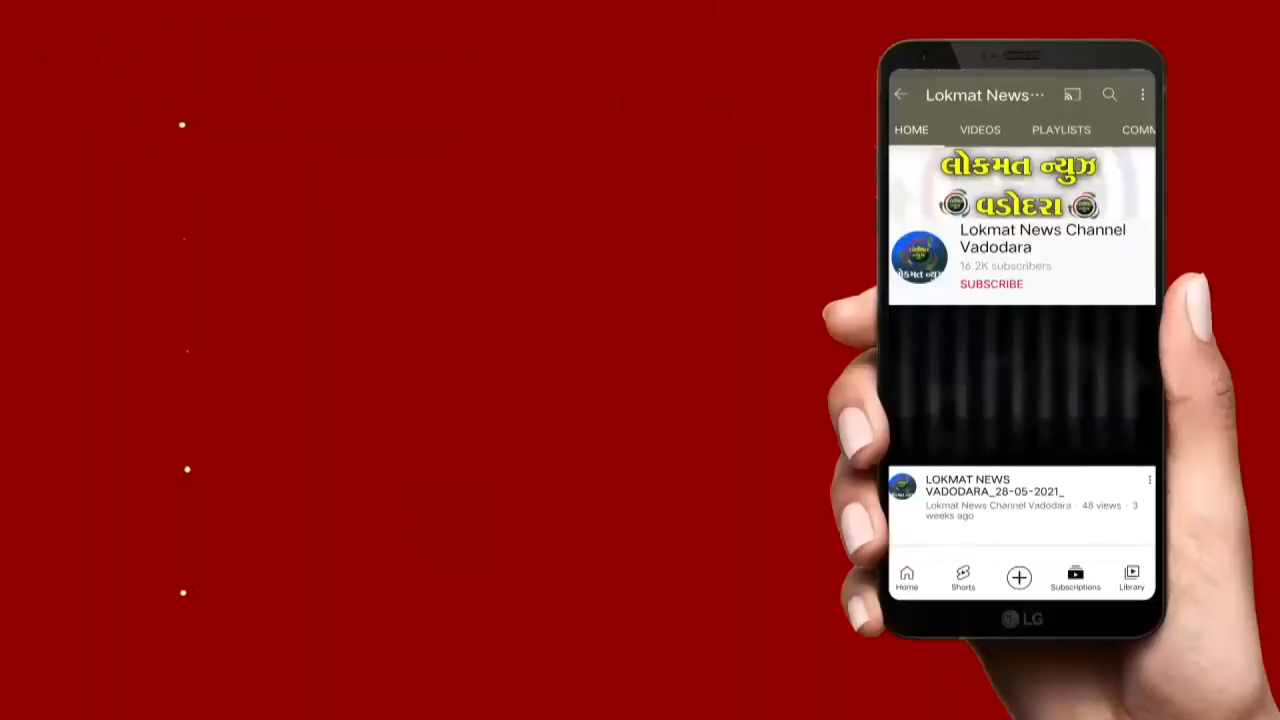 Lokmat News...
HOME VIDEOS PLAYLISTS COMM
લોકમત ન્યુઝ
વડોદરા
Lokmat News Channel
Vadodara
16.2K subscribers
SUBSCRIBE
LOKMAT NEWS
VADODARA_28-05-2021_
Lokmat News Channel Vadodara · 48 views · 3
weeks ago
Home Shorts Subscriptions Library
LG